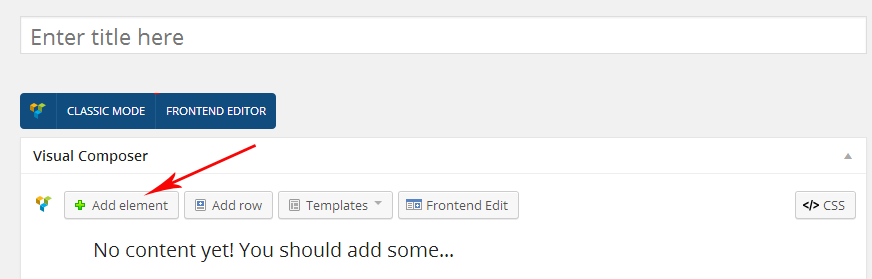 Enter title here
CLASSIC MODE FRONTEND EDITOR
Visual Composer
Add element Add row Templates Frontend Edit </> CSS
No content yet! You should add some...